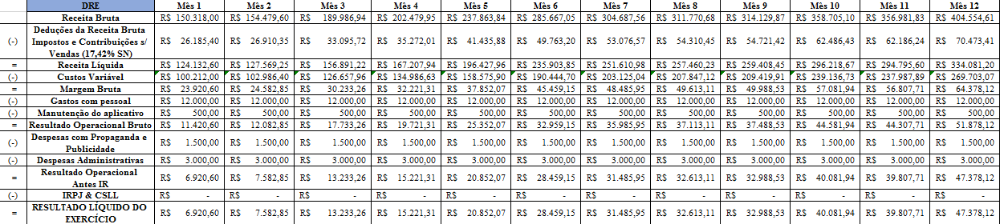 DRE Mês 1 Mês 2 Mês 3 Mês 4 Mês 5 Mês 6 Mês 7 Mês 8 Mês 9 Mês 10 Mês 11 Mês 12
Receita Bruta R$ 150.318,00 R$ 154.479,60 R$ 189.986,94 R$ 202.479,95 R$ 237.863,84 R$ 285.667,05 R$ 304.687,56 R$ 311.770,68 R$ 314.129,87 R$ 358.705,10 R$ 356.981,83 R$ 404.554,61
Deduções da Receita Bruta
(-) Impostos e Contribuições s/ R$ 26.185,40 R$ 26.910,35 R$ 33.095,72 R$ 35.272,01 R$ 41.435,88 R$ 49.763,20 R$ 53.076,57 R$ 54.310,45 R$ 54.721,42 R$ 62.486,43 R$ 62.186,24 R$ 70.473,41
Vendas (17,42% SN)
= Receita Líquida R$ 124.132,60 R$ 127.569,25 R$ 156.891,22 R$ 167.207,94 R$ 196.427,96 R$ 235.903,85 R$ 251.610,98 R$ 257.460,23 R$ 259.408,45 R$ 296.218,67 R$ 294.795,60 R$ 334.081,20
(-) Custos Variável R$ 100.212,00 R$ 102.986,40 R$ 126.657,96 R$ 134.986,63 R$ 158.575,90 R$ 190.444,70 R$ 203.125,04 R$ 207.847,12 R$ 209.419,91 R$ 239.136,73 R$ 237.987,89 R$ 269.703,07
= Margem Bruta R$ 23.920,60 R$ 24.582,85 R$ 30.233,26 R$ 32.221,31 R$ 37.852,07 R$ 45.459,15 R$ 48.485,95 R$ 49.613,11 R$ 49.988,53 R$ 57.081,94 R$ 56.807,71 R$ 64.378,12
(-) Gastos com pessoal R$ 12.000,00 R$ 12.000,00 R$ 12.000,00 R$ 12.000,00 R$ 12.000,00 R$ 12.000,00 R$ 12.000,00 R$ 12.000,00 R$ 12.000,00 R$ 12.000,00 R$ 12.000,00 R$ 12.000,00
(-) Manutenção do aplicativo R$ 500,00 R$ 500,00 R$ 500,00 R$ 500,00 R$ 500,00 R$ 500,00 R$ 500,00 R$ 500,00 R$ 500,00 R$ 500,00 R$ 500,00 R$ 500,00
= Resultado Operacional Bruto R$ 11.420,60 R$ 12.082,85 R$ 17.733,26 R$ 19.721,31 R$ 25.352,07 R$ 32.959,15 R$ 35.985,95 R$ 37.113,11 R$ 37.488,53 R$ 44.581,94 R$ 44.307,71 R$ 51.878,12
(-) Despesas com Propaganda e R$ 1.500,00 R$ 1.500,00 R$ 1.500,00 R$ 1.500,00 R$ 1.500,00 R$ 1.500,00 R$ 1.500,00 R$ 1.500,00 R$ 1.500,00 R$ 1.500,00 R$ 1.500,00 R$ 1.500,00
Publicidade
(-) Despesas Administrativas R$ 3.000,00 R$ 3.000,00 R$ 3.000,00 R$ 3.000,00 R$ 3.000,00 R$ 3.000,00 R$ 3.000,00 R$ 3.000,00 R$ 3.000,00 R$ 3.000,00 R$ 3.000,00 R$ 3.000,00
= Resultado Operacional R$ 6.920,60 R$ 7.582,85 R$ 13.233,26 R$ 15.221,31 R$ 20.852,07 R$ 28.459,15 R$ 31.485,95 R$ 32.613,11 R$ 32.988,53 R$ 40.081,94 R$ 39.807,71 R$ 47.378,12
Antes IR
(-) IRPJ & CSLL R$ - R$ - R$ - R$ - R$ - R$ - R$ - R$ - R$ - R$ - R$ - R$ -
= RESULTADO LÍQUIDO DO R$ 6.920,60 R$ 7.582,85 R$ 13.233,26 R$ 15.221,31 R$ 20.852,07 R$ 28.459,15 R$ 31.485,95 R$ 32.613,11 R$ 32.988,53 R$ 40.081,94 R$ 39.807,71 R$ 47.378,12
EXERCÍCIO